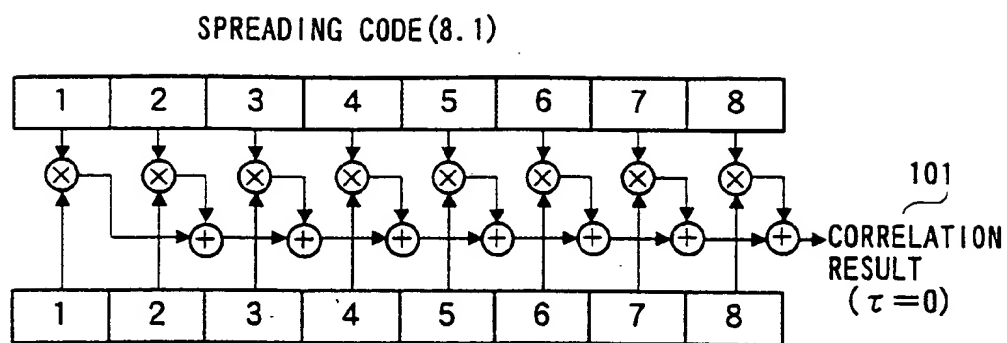 SPREADING CODE(8.1)
1 2 3 4 5 6 7 8
101
CORRELATION
RESULT
(τ=0)
1 2 3 4 5 6 7 8